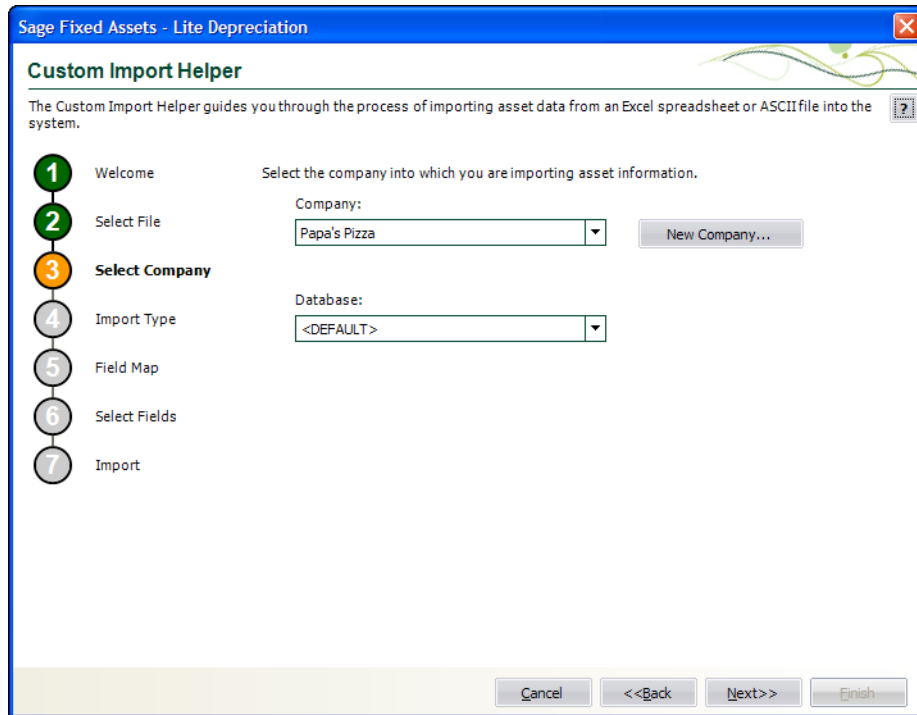 Sage Fixed Assets - Lite Depreciation
Custom Import Helper
The Custom Import Helper guides you through the process of importing asset data from an Excel spreadsheet or ASCII file into the
system.
?
1 Welcome
Select the company into which you are importing asset information.
Company:
2 Select File
Papa's Pizza
New Company...
3 Select Company
Database:
4 Import Type
<DEFAULT>
5 Field Map
6 Select Fields
7 Import
Cancel
<<Back
Next>>
Finish